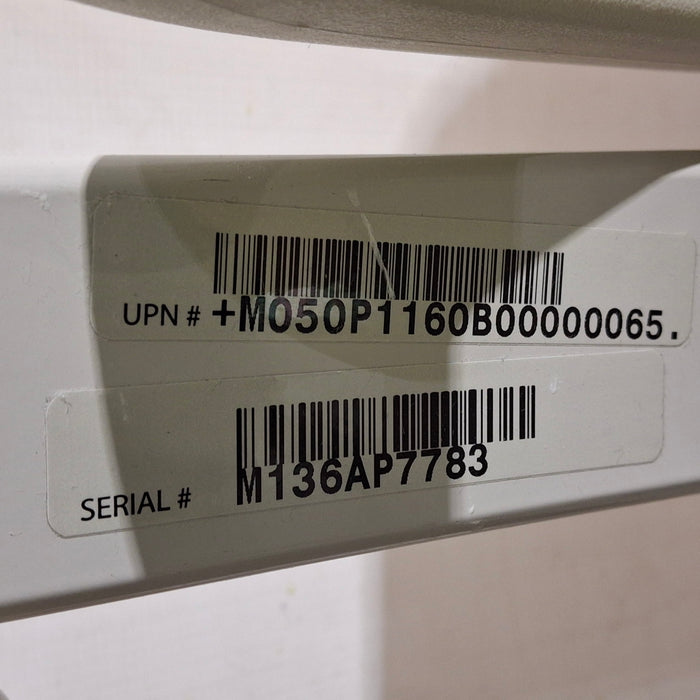 UPN # +M050P1160B00000065.
SERIAL # M136AP7783